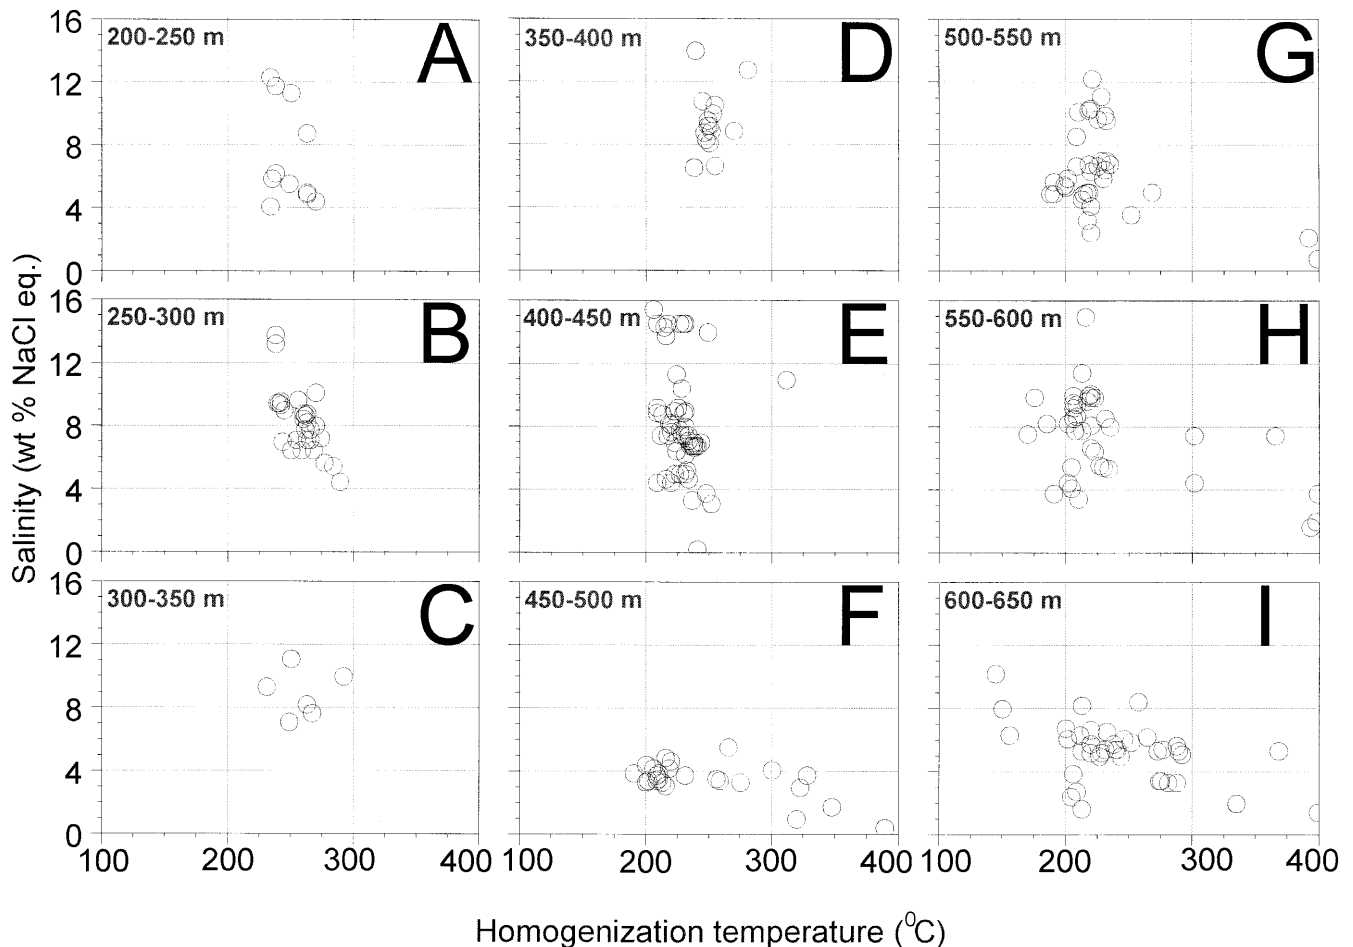 16
12
8
4
0
200-250 m
A
350-400 m
D
500-550 m
G
Salinity (wt % NaCl eq.)
16
12
8
4
0
250-300 m
B
400-450 m
E
550-600 m
H
16
12
8
4
0
300-350 m
C
450-500 m
F
600-650 m
I
100 200 300 400
100 200 300 400
100 200 300 400
Homogenization temperature (⁰C)